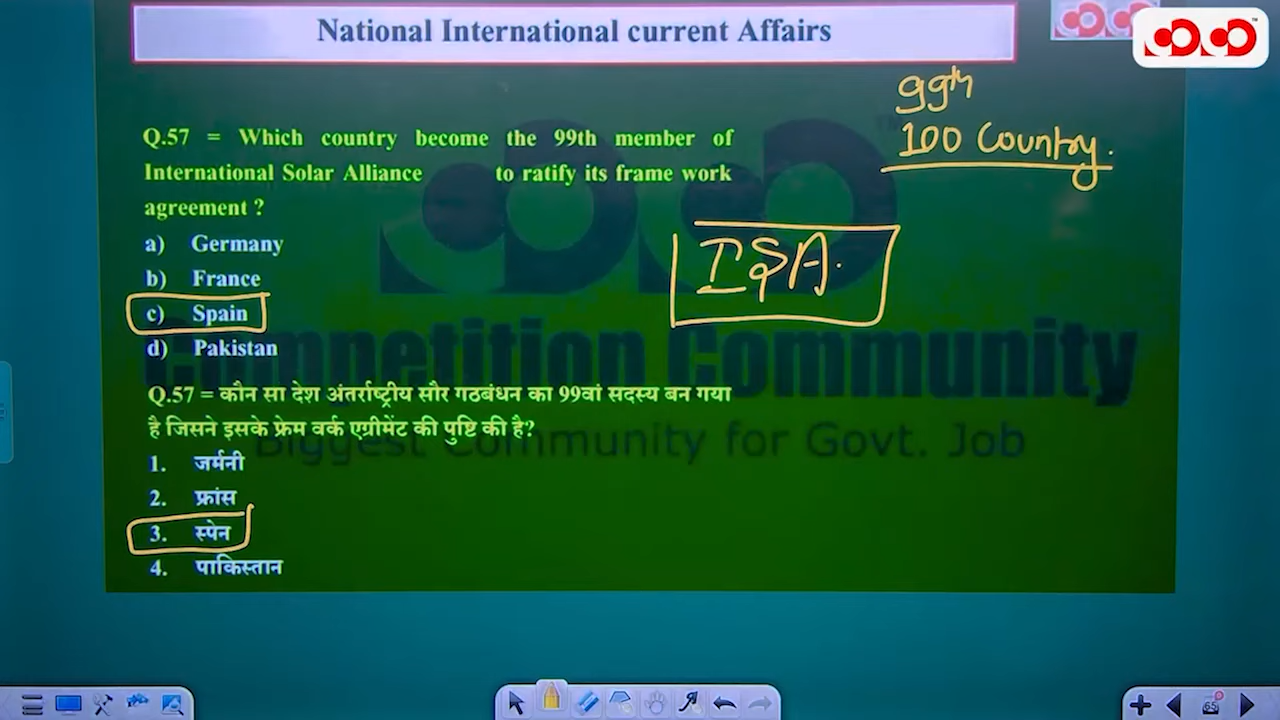 National International current Affairs
99th
100 Country.
Q.57 = Which country become the 99th member of
International Solar Alliance to ratify its frame work
agreement ?
a) Germany
b) France
c) Spain
d) Pakistan
ISA.
Q.57 = कौन सा देश अंतर्राष्ट्रीय सौर गठबंधन का 99वां सदस्य बन गया
है जिसने इसके फ्रेम वर्क एग्रीमेंट की पुष्टि की है?
1. जर्मनी
2. फ्रांस
3. स्पेन
4. पाकिस्तान
Competition Community
Biggest Community for Govt. Job
65